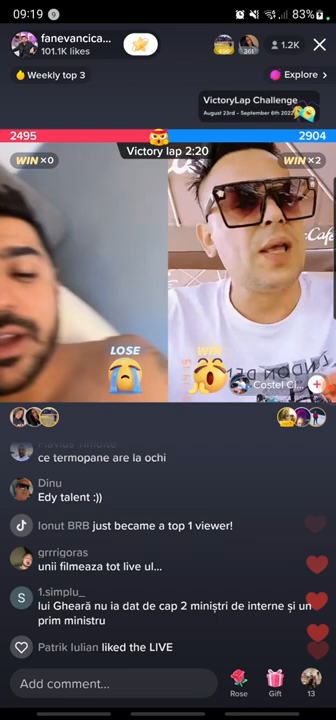 09:19 9 83%
fanevancica...
101.1K likes
1.2K
Weekly top 3
Explore >
VictoryLap Challenge
August 23rd - September 6th 2022
2495
2904
WIN ×0
Victory lap 2:20
WIN ×2
LOSE
WIN
Costel Ci...
ce termopane are la ochi
Dinu
Edy talent :))
Ionut BRB just became a top 1 viewer!
grrrigoras
unii filmeaza tot live ul...
S
1.simplu_
lui Gheară nu ia dat de cap 2 miniștri de interne și un
prim ministru
Patrik Iulian liked the LIVE
Add comment...
Rose
Gift
13